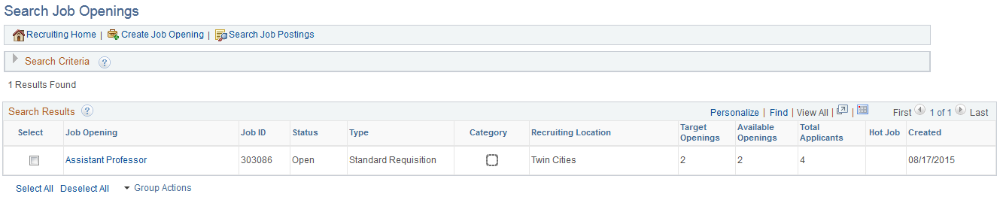 Search Job Openings
Recruiting Home | Create Job Opening | Search Job Postings
Search Criteria ?
1 Results Found
Search Results ? Personalize | Find | View All | | First 1 of 1 Last
Select Job Opening Job ID Status Type Category Recruiting Location Target Openings Available Openings Total Applicants Hot Job Created
Assistant Professor 303086 Open Standard Requisition Twin Cities 2 2 4 08/17/2015
Select All Deselect All Group Actions